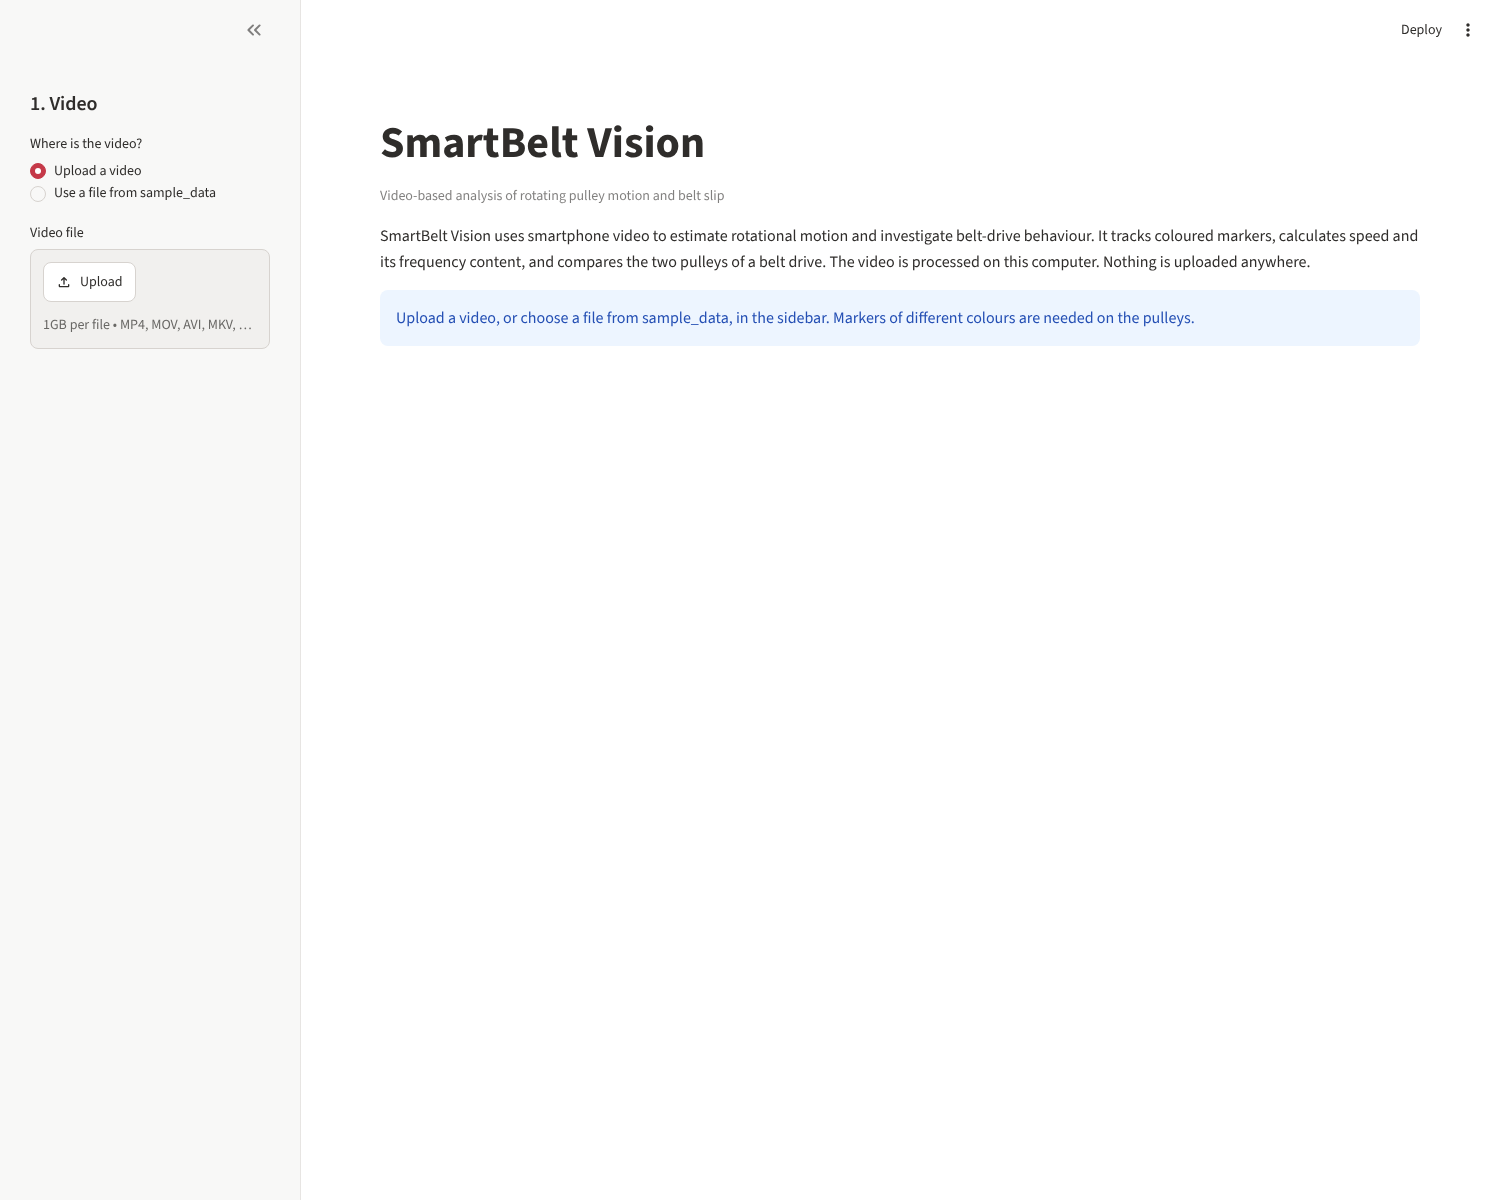 Deploy
1. Video
Where is the video?
Upload a video
Use a file from sample_data
Video file
Upload
1GB per file • MP4, MOV, AVI, MKV, …
SmartBelt Vision
Video-based analysis of rotating pulley motion and belt slip
SmartBelt Vision uses smartphone video to estimate rotational motion and investigate belt-drive behaviour. It tracks coloured markers, calculates speed and
its frequency content, and compares the two pulleys of a belt drive. The video is processed on this computer. Nothing is uploaded anywhere.
Upload a video, or choose a file from sample_data, in the sidebar. Markers of different colours are needed on the pulleys.